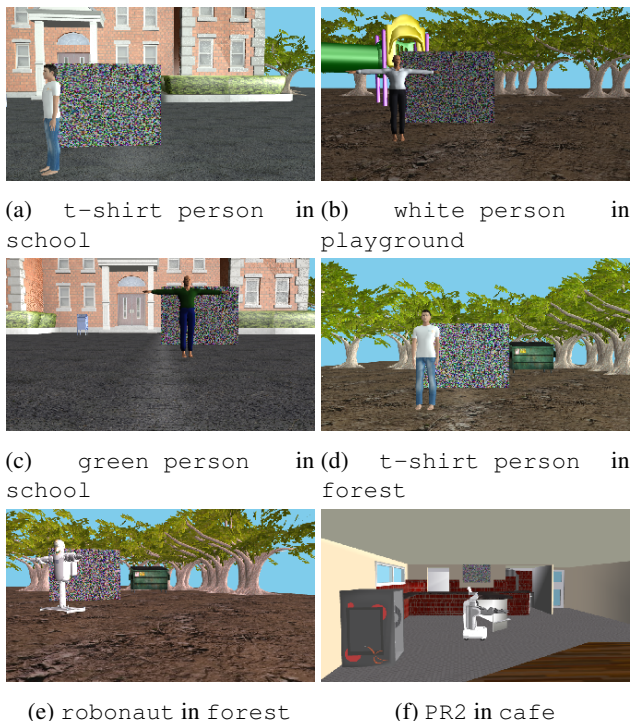 (a) t-shirt person in
school
(b) white person in
playground
(c) green person in
school
(d) t-shirt person in
forest
(e) robonaut in forest
(f) PR2 in cafe